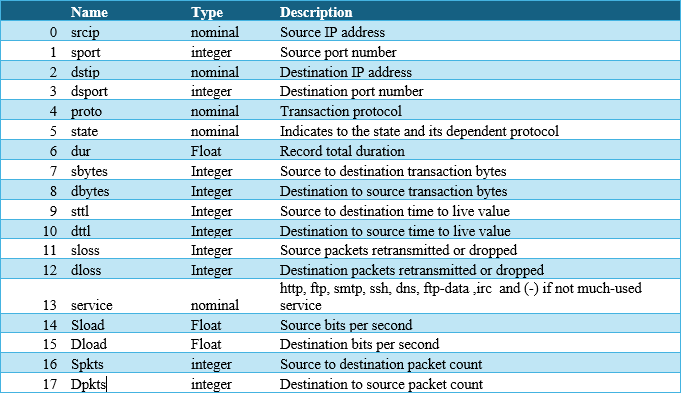 Name Type Description
0 srcip nominal Source IP address
1 sport integer Source port number
2 dstip nominal Destination IP address
3 dsport integer Destination port number
4 proto nominal Transaction protocol
5 state nominal Indicates to the state and its dependent protocol
6 dur Float Record total duration
7 sbytes Integer Source to destination transaction bytes
8 dbytes Integer Destination to source transaction bytes
9 sttl Integer Source to destination time to live value
10 dttl Integer Destination to source time to live value
11 sloss Integer Source packets retransmitted or dropped
12 dloss Integer Destination packets retransmitted or dropped
http, ftp, smtp, ssh, dns, ftp-data ,irc and (-) if not much-used
13 service nominal service
14 Sload Float Source bits per second
15 Dload Float Destination bits per second
16 Spkts integer Source to destination packet count
17 Dpkts integer Destination to source packet count